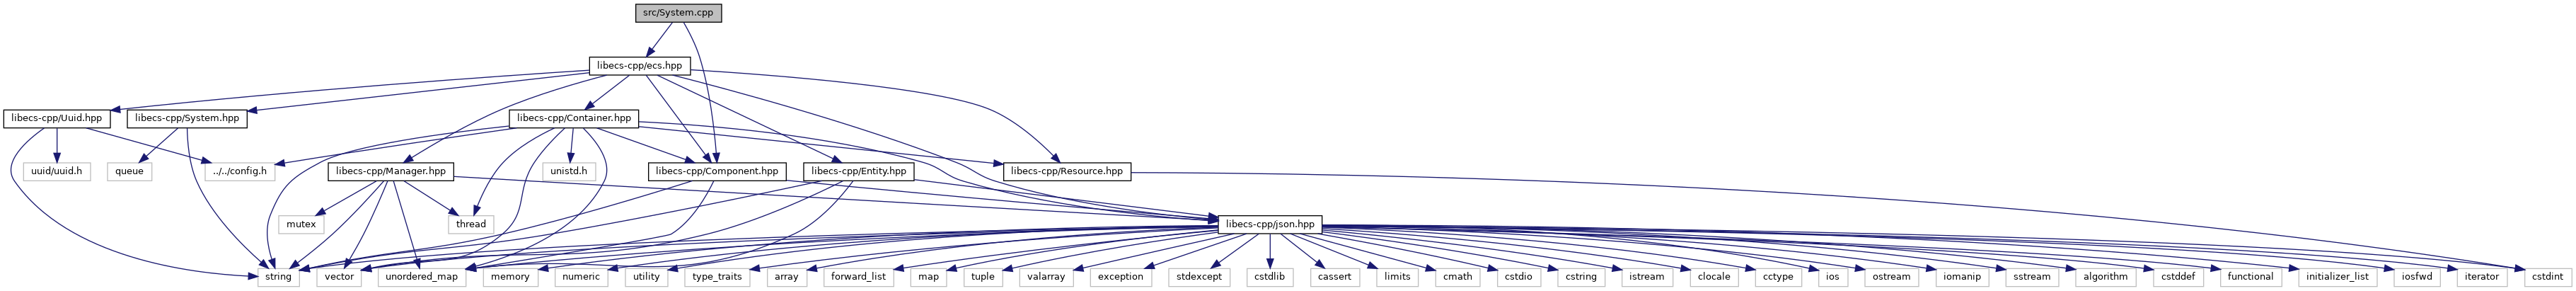 src/System.cpp
libecs-cpp/ecs.hpp
libecs-cpp/Uuid.hpp
libecs-cpp/System.hpp
libecs-cpp/Container.hpp
uuid/uuid.h
queue
../../config.h
libecs-cpp/Manager.hpp
unistd.h
libecs-cpp/Component.hpp
libecs-cpp/Entity.hpp
libecs-cpp/Resource.hpp
mutex
thread
libecs-cpp/json.hpp
string
vector
unordered_map
memory
numeric
utility
type_traits
array
forward_list
map
tuple
valarray
exception
stdexcept
cstdlib
cassert
limits
cmath
cstdio
cstring
istream
clocale
cctype
ios
ostream
iomanip
sstream
algorithm
cstddef
functional
initializer_list
iosfwd
iterator
cstdint